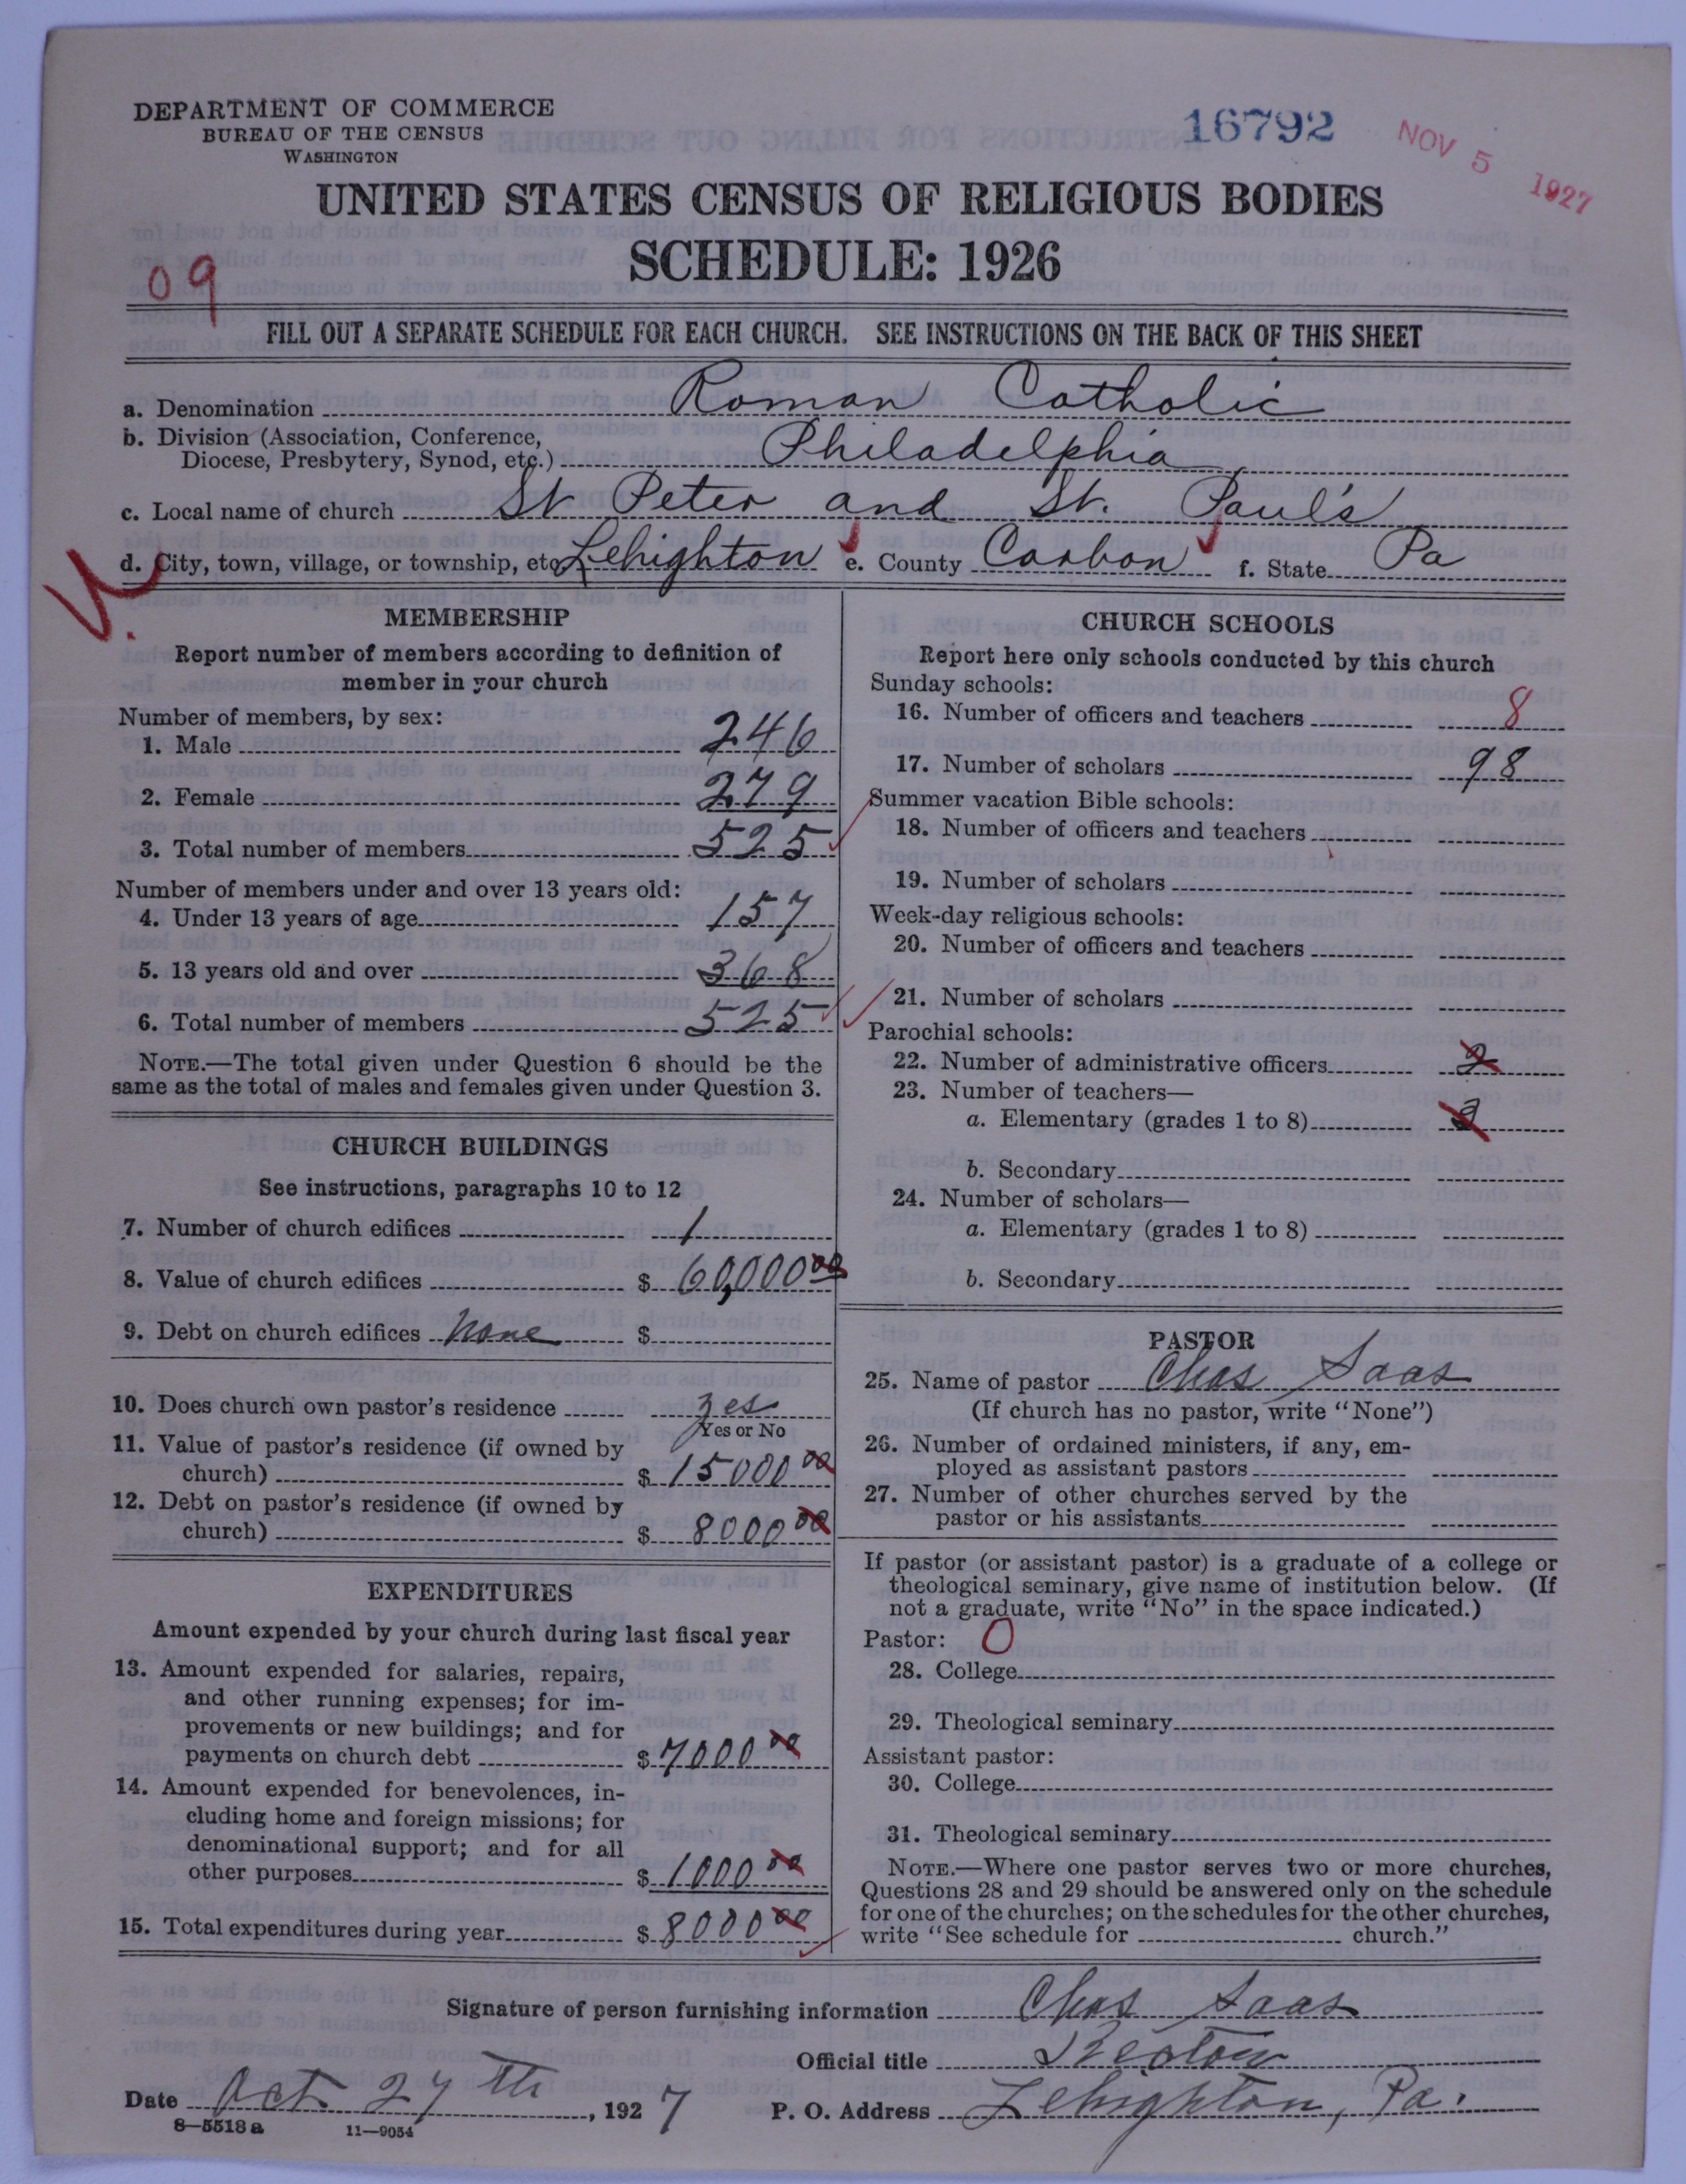 DEPARTMENT OF COMMERCE
BUREAU OF THE CENSUS
WASHINGTON
16792
NOV 5 1927
UNITED STATES CENSUS OF RELIGIOUS BODIES
SCHEDULE: 1926
09
FILL OUT A SEPARATE SCHEDULE FOR EACH CHURCH. SEE INSTRUCTIONS ON THE BACK OF THIS SHEET
a. Denomination Roman Catholic
b. Division (Association, Conference,
Diocese, Presbytery, Synod, etc.) Philadelphia
c. Local name of church St Peter and St. Paul's
d. City, town, village, or township, etc. Lehighton e. County Carbon f. State Pa
MEMBERSHIP
Report number of members according to definition of
member in your church
Number of members, by sex:
1. Male 246
2. Female 279
3. Total number of members 525
Number of members under and over 13 years old:
4. Under 13 years of age 157
5. 13 years old and over 368
6. Total number of members 525
NOTE.—The total given under Question 6 should be the
same as the total of males and females given under Question 3.
CHURCH BUILDINGS
See instructions, paragraphs 10 to 12
7. Number of church edifices 1
8. Value of church edifices $ 60,000 00
9. Debt on church edifices None $
10. Does church own pastor's residence yes
Yes or No
11. Value of pastor's residence (if owned by
church) $ 15000 00
12. Debt on pastor's residence (if owned by
church) $ 8000 00
EXPENDITURES
Amount expended by your church during last fiscal year
13. Amount expended for salaries, repairs,
and other running expenses; for im-
provements or new buildings; and for
payments on church debt $ 7000 00
14. Amount expended for benevolences, in-
cluding home and foreign missions; for
denominational support; and for all
other purposes $ 1000 00
15. Total expenditures during year $ 8000 00
CHURCH SCHOOLS
Report here only schools conducted by this church
Sunday schools:
16. Number of officers and teachers 8
17. Number of scholars 98
Summer vacation Bible schools:
18. Number of officers and teachers
19. Number of scholars
Week-day religious schools:
20. Number of officers and teachers
21. Number of scholars
Parochial schools:
22. Number of administrative officers 2
23. Number of teachers—
a. Elementary (grades 1 to 8)
b. Secondary
24. Number of scholars—
a. Elementary (grades 1 to 8)
b. Secondary
PASTOR
25. Name of pastor Chas Saas
(If church has no pastor, write "None")
26. Number of ordained ministers, if any, em-
ployed as assistant pastors
27. Number of other churches served by the
pastor or his assistants
If pastor (or assistant pastor) is a graduate of a college or
theological seminary, give name of institution below. (If
not a graduate, write "No" in the space indicated.)
Pastor: 0
28. College
29. Theological seminary
Assistant pastor:
30. College
31. Theological seminary
NOTE.—Where one pastor serves two or more churches,
Questions 28 and 29 should be answered only on the schedule
for one of the churches; on the schedules for the other churches,
write "See schedule for church."
Signature of person furnishing information Chas Saas
Official title Rector
Date Oct 27th, 1927 P. O. Address Lehighton, Pa.
8—5518a 11—9054